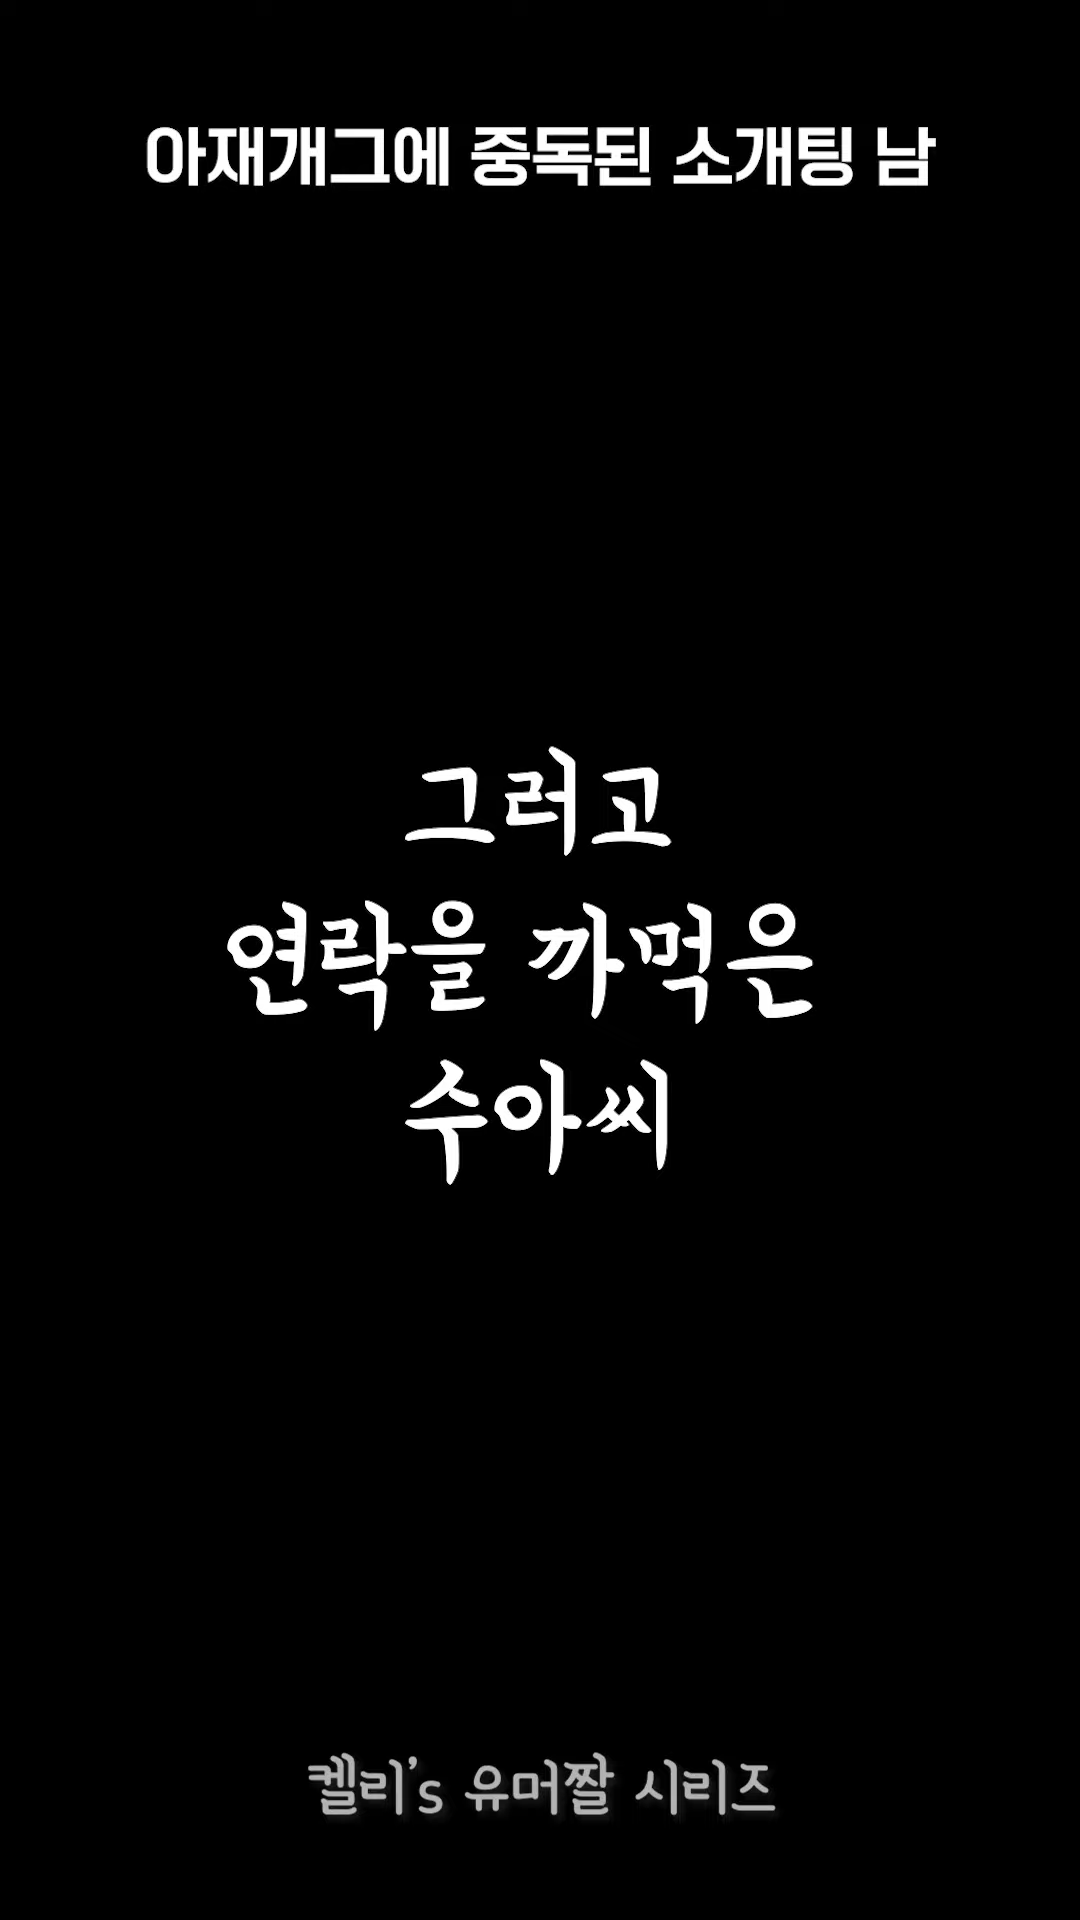 아재개그에 중독된 소개팅 남
그러고
연락을 까먹은
수아씨
켈리's 유머짤 시리즈